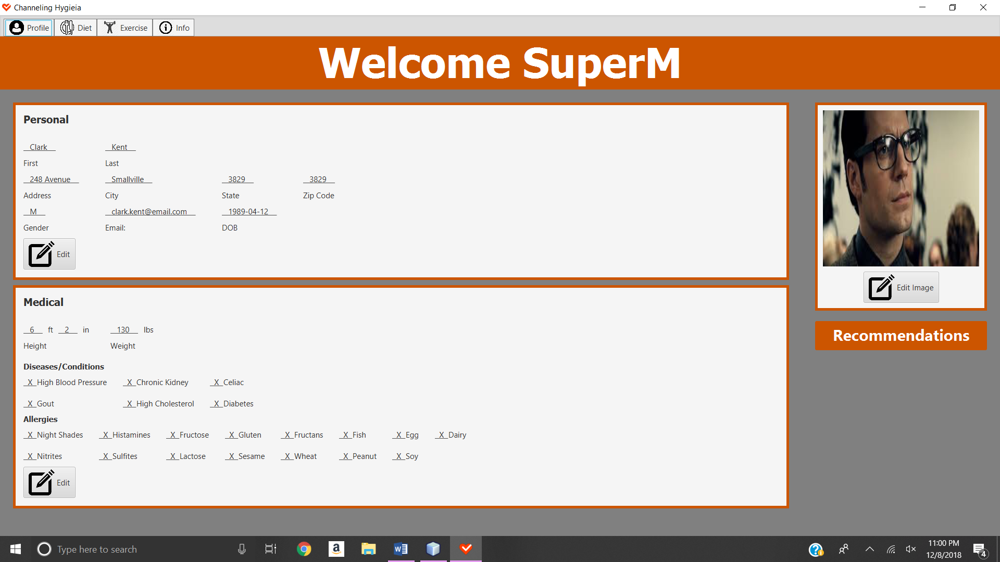 Channeling Hygieia
Profile Diet Exercise Info
Welcome SuperM
Personal
Clark Kent
First Last
248 Avenue Smallville 3829 3829
Address City State Zip Code
M clark.kent@email.com 1989-04-12
Gender Email: DOB
Edit
Edit Image
Recommendations
Medical
6 ft 2 in 130 lbs
Height Weight
Diseases/Conditions
X High Blood Pressure X Chronic Kidney X Celiac
X Gout X High Cholesterol X Diabetes
Allergies
X Night Shades X Histamines X Fructose X Gluten X Fructans X Fish X Egg X Dairy
X Nitrites X Sulfites X Lactose X Sesame X Wheat X Peanut X Soy
Edit
Type here to search
11:00 PM
12/8/2018
4